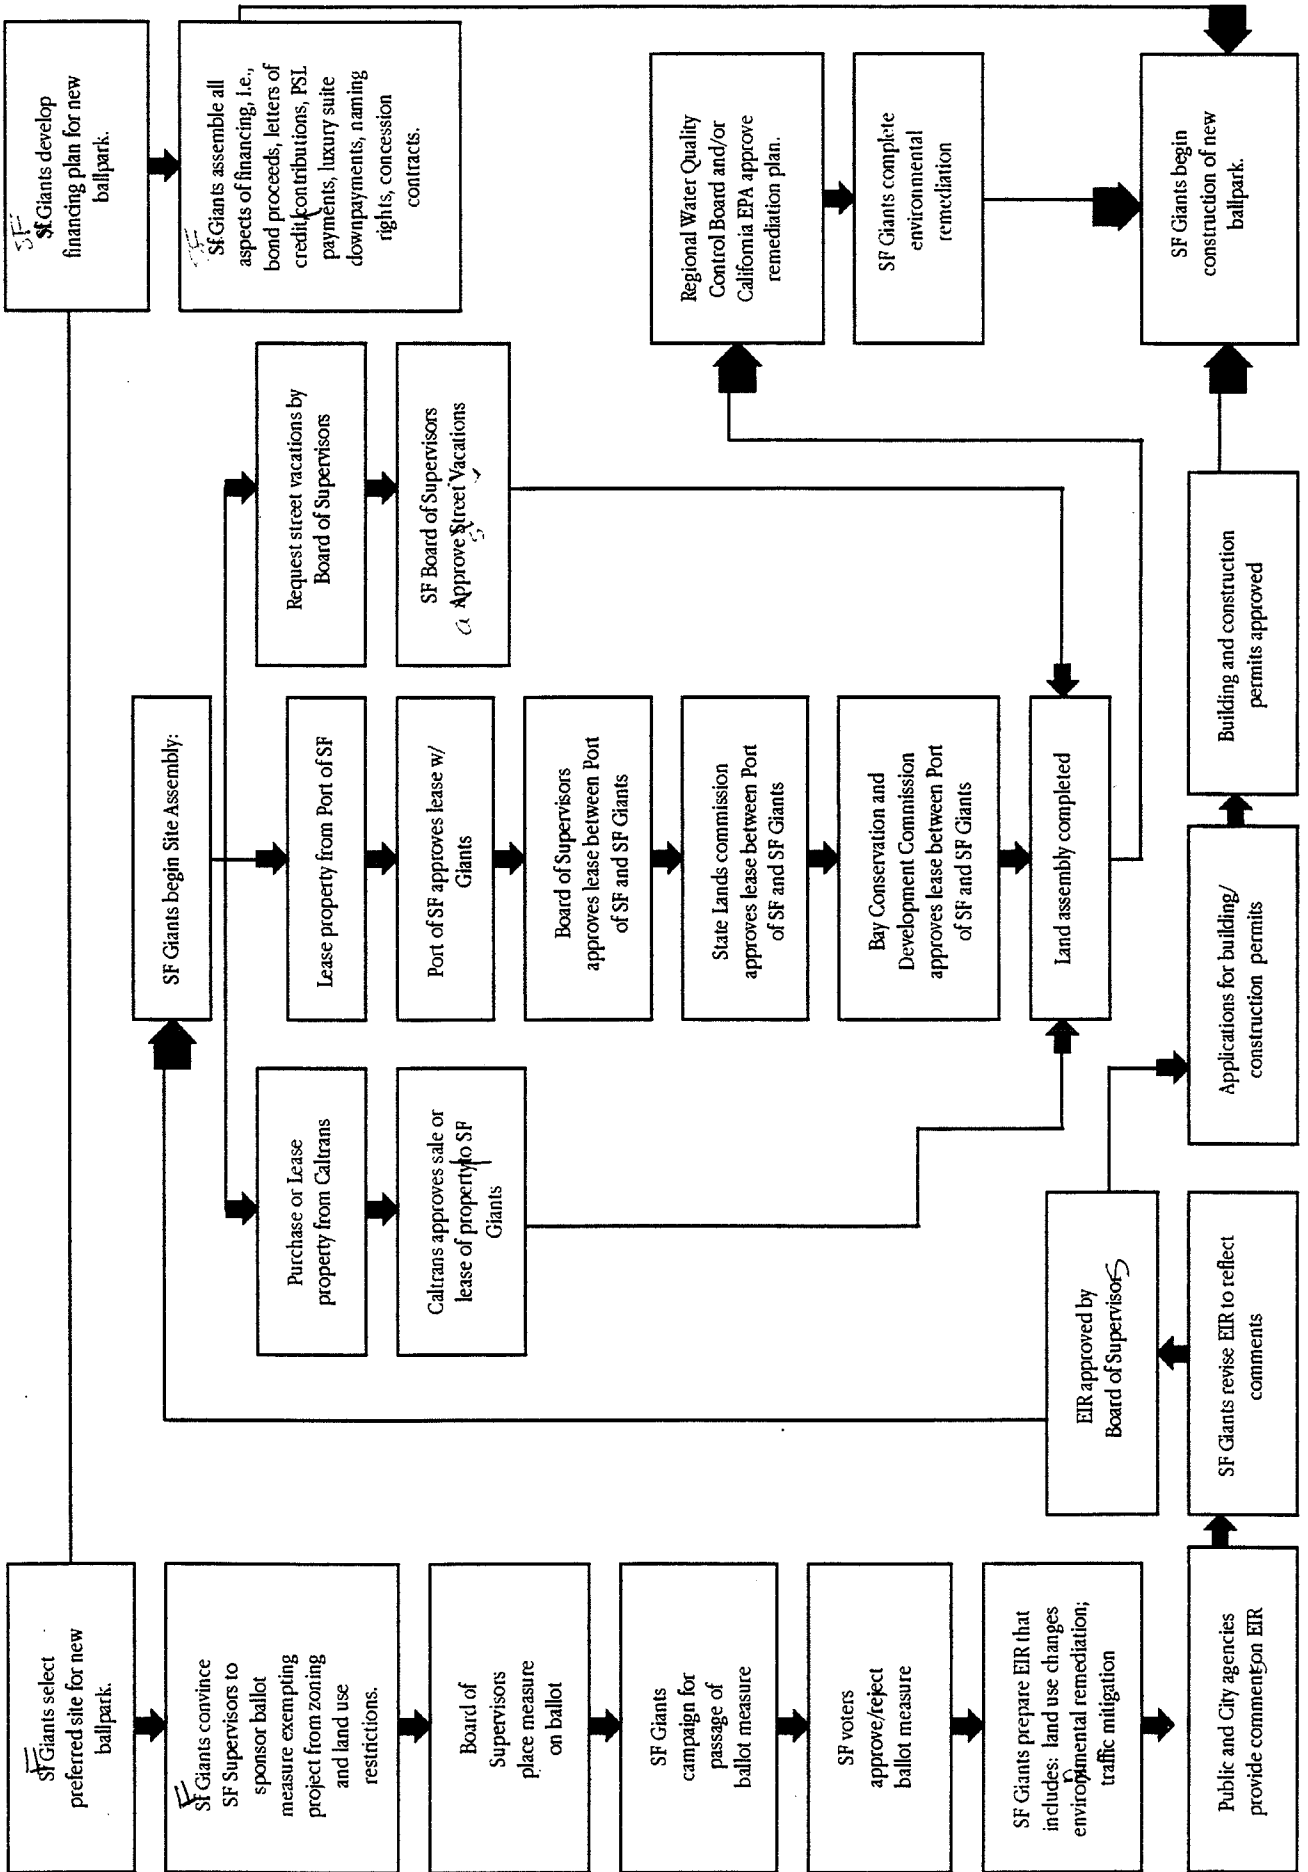 SF Giants select
preferred site for new
ballpark.
SF Giants convince
SF Supervisors to
sponsor ballot
measure exempting
project from zoning
and land use
restrictions.
Board of
Supervisors
place measure
on ballot
SF Giants
campaign for
passage of
ballot measure
SF voters
approve/reject
ballot measure
SF Giants prepare EIR that
includes: land use changes
environmental remediation;
traffic mitigation
Public and City agencies
provide comment on EIR
SF Giants revise EIR to reflect
comments
EIR approved by
Board of Supervisors
SF Giants begin Site Assembly:
Purchase or Lease
property from Caltrans
Caltrans approves sale or
lease of property to SF
Giants
Lease property from Port of SF
Port of SF approves lease w/
Giants
Board of Supervisors
approves lease between Port
of SF and SF Giants
State Lands commission
approves lease between Port
of SF and SF Giants
Bay Conservation and
Development Commission
approves lease between Port
of SF and SF Giants
Land assembly completed
Request street vacations by
Board of Supervisors
SF Board of Supervisors
a Approve Street Vacations
s
Applications for building/
construction permits
Building and construction
permits approved
SF
Sf Giants develop
financing plan for new
ballpark.
SF
Sf Giants assemble all
aspects of financing, i.e.,
bond proceeds, letters of
credit contributions, PSL
payments, luxury suite
downpayments, naming
rights, concession
contracts.
Regional Water Quality
Control Board and/or
California EPA approve
remediation plan.
SF Giants complete
environmental
remediation
SF Giants begin
construction of new
ballpark.